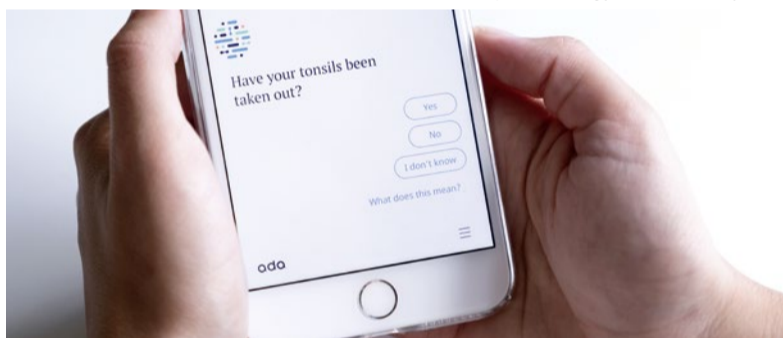 Have your tonsils been
taken out?
Yes
No
I don't know
What does this mean?
ada